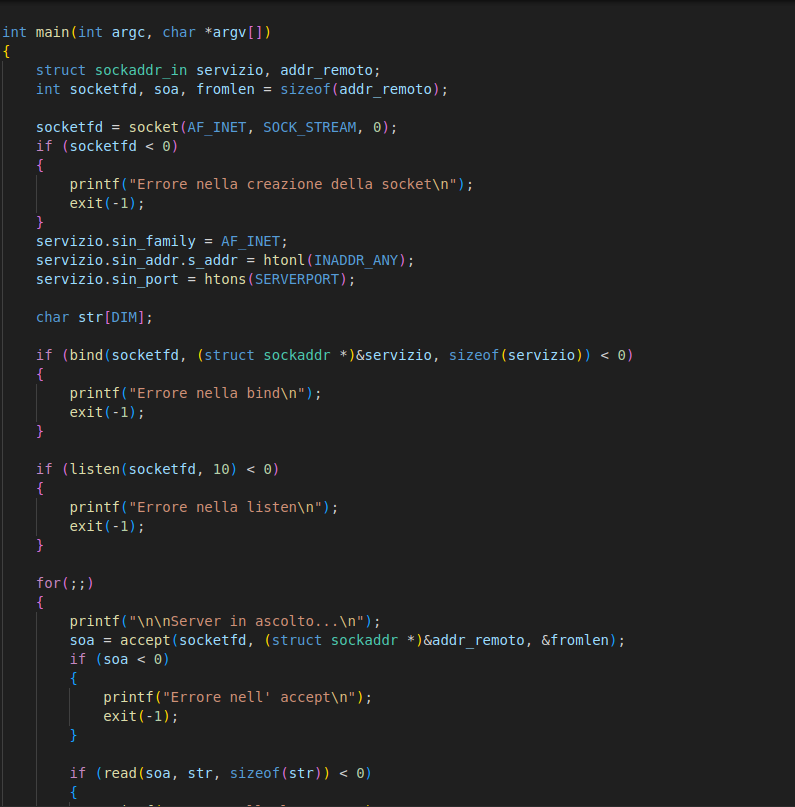 int main(int argc, char *argv[])
{
    struct sockaddr_in servizio, addr_remoto;
    int socketfd, soa, fromlen = sizeof(addr_remoto);

    socketfd = socket(AF_INET, SOCK_STREAM, 0);
    if (socketfd < 0)
    {
        printf("Errore nella creazione della socket\n");
        exit(-1);
    }
    servizio.sin_family = AF_INET;
    servizio.sin_addr.s_addr = htonl(INADDR_ANY);
    servizio.sin_port = htons(SERVERPORT);

    char str[DIM];

    if (bind(socketfd, (struct sockaddr *)&servizio, sizeof(servizio)) < 0)
    {
        printf("Errore nella bind\n");
        exit(-1);
    }

    if (listen(socketfd, 10) < 0)
    {
        printf("Errore nella listen\n");
        exit(-1);
    }

    for(;;)
    {
        printf("\n\nServer in ascolto...\n");
        soa = accept(socketfd, (struct sockaddr *)&addr_remoto, &fromlen);
        if (soa < 0)
        {
            printf("Errore nell' accept\n");
            exit(-1);
        }

        if (read(soa, str, sizeof(str)) < 0)
        {